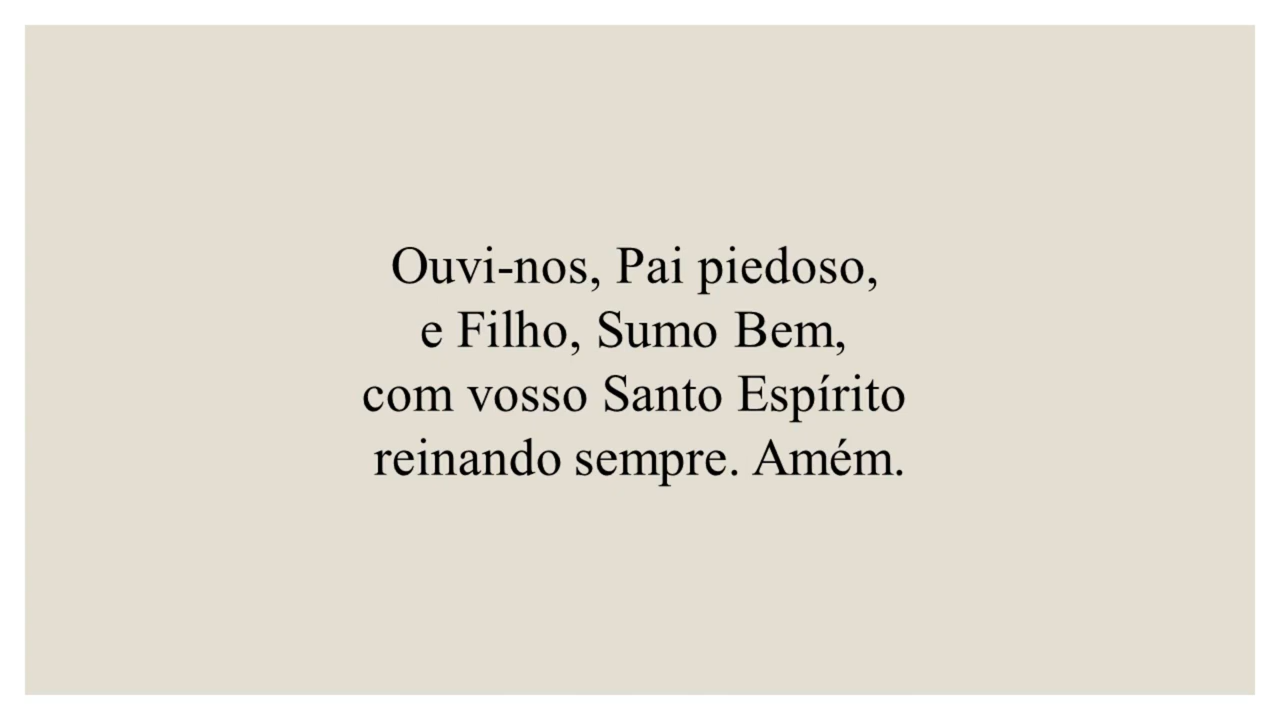 Ouvi-nos, Pai piedoso,
e Filho, Sumo Bem,
com vosso Santo Espírito
reinando sempre. Amém.